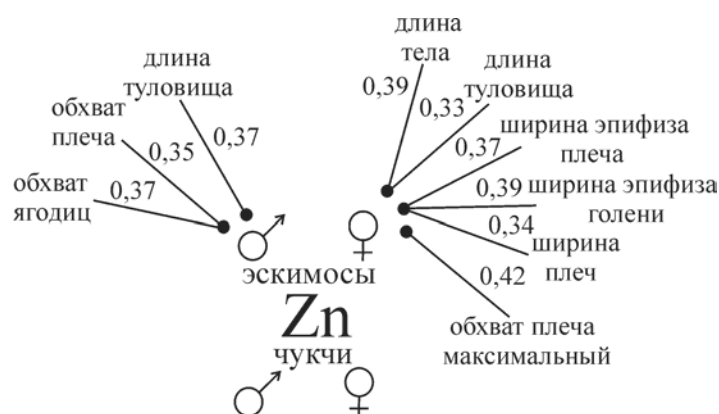 длина
туловища
0,37
обхват
плеча
0,35
обхват
ягодиц
0,37
длина
тела
0,39
длина
туловища
0,33
ширина эпифиза
плеча
0,37
ширина эпифиза
голени
0,39
ширина
плеч
0,34
обхват плеча
максимальный
0,42
♂ ♀
эскимосы
Zn
чукчи
♂ ♀